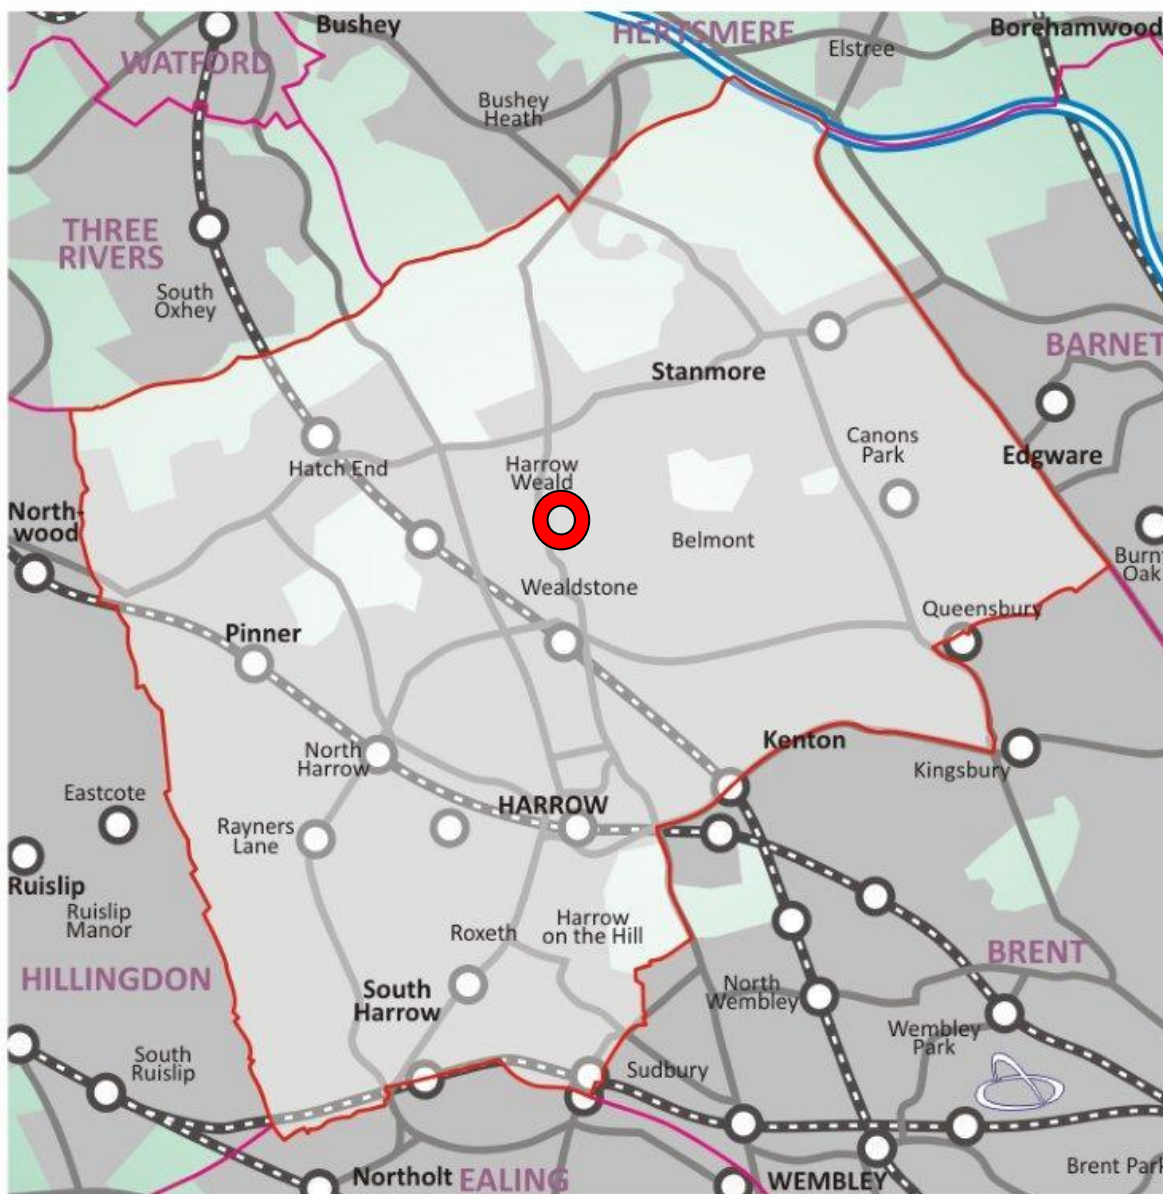 Bushey
HERTSMERE
Borehamwood
WATFORD
Elstree
Bushey
Heath
THREE
RIVERS
South
Oxhey
BARNET
Stanmore
Canons
Park
Edgware
Harrow
Weald
Hatch End
North-
wood
Belmont
Burnt
Oak
Wealdstone
Queensbury
Pinner
Kenton
North
Harrow
Kingsbury
Eastcote
HARROW
Rayners
Lane
Ruislip
Ruislip
Manor
Roxeth
Harrow
on the Hill
BRENT
HILLINGDON
South
Harrow
North
Wembley
Wembley
Park
South
Ruislip
Sudbury
Northolt
EALING
WEMBLEY
Brent Park